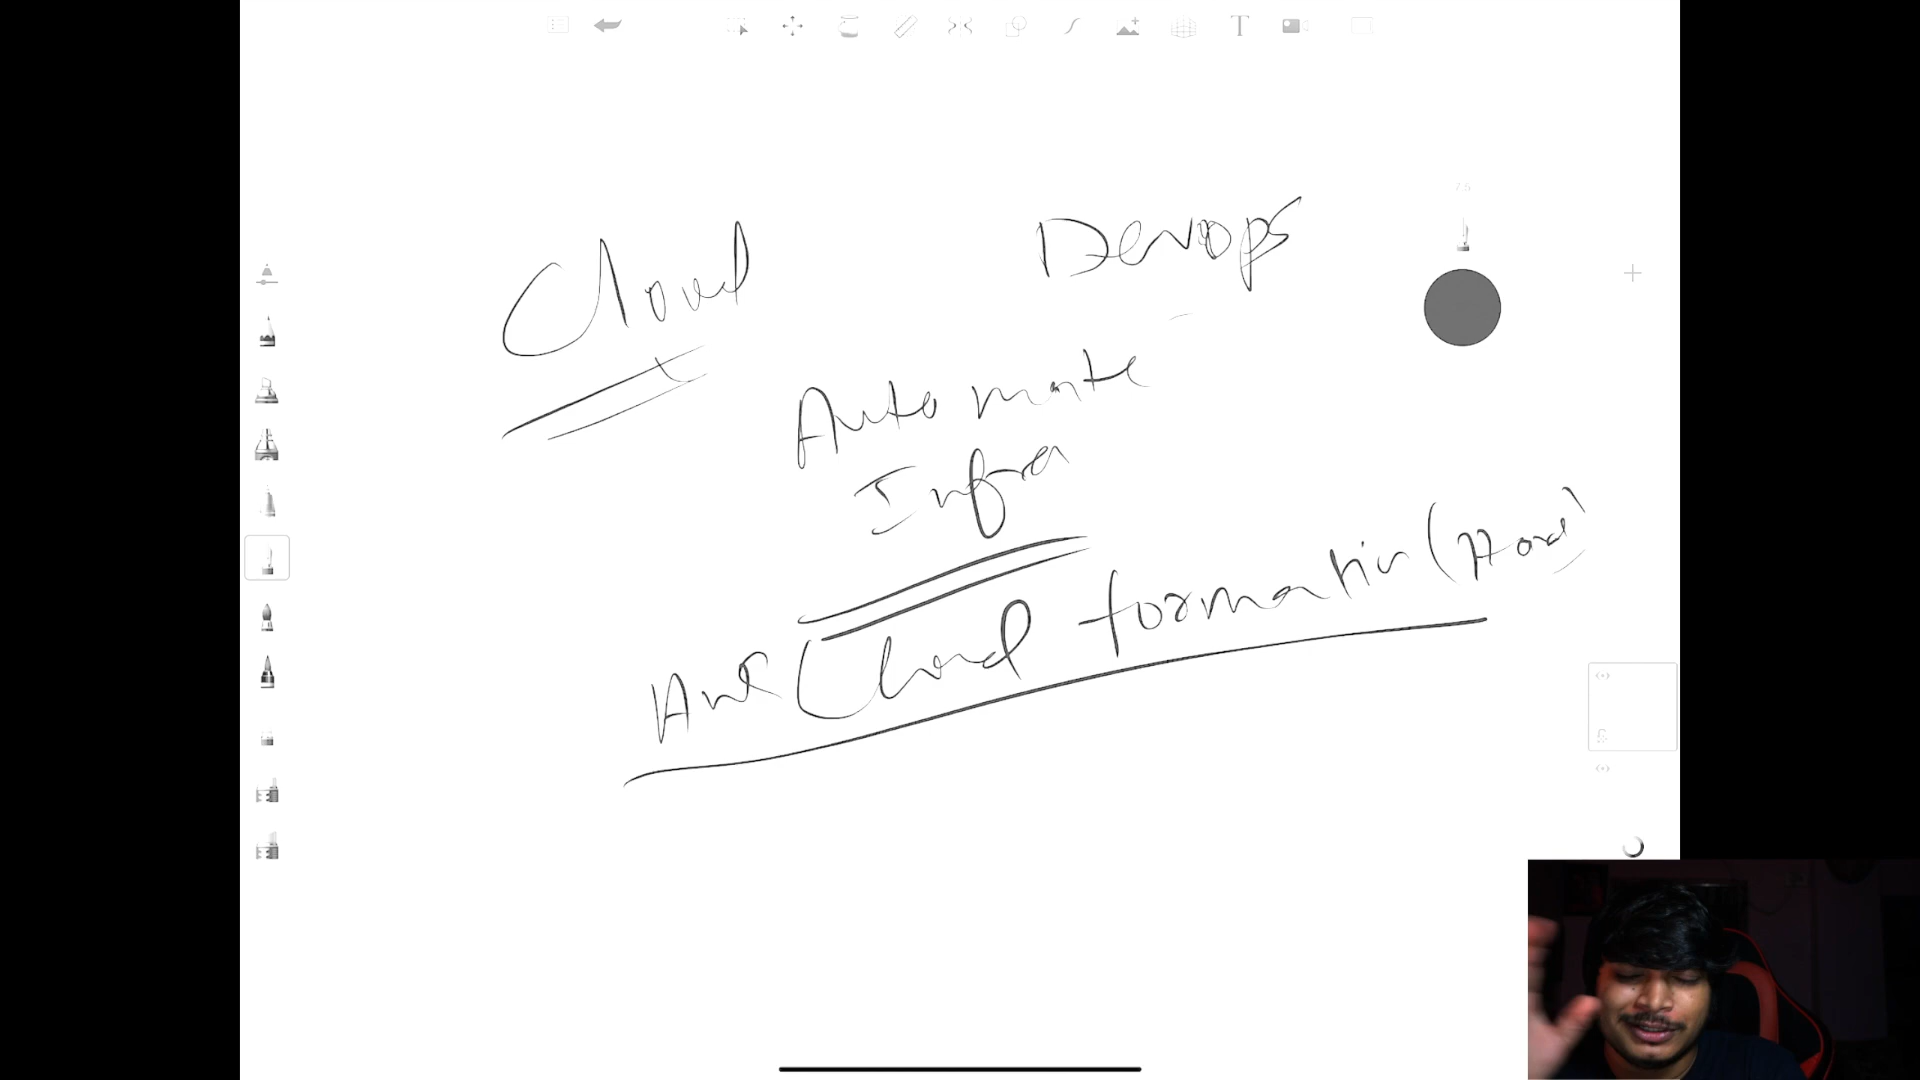 Cloud
Devops
Automate
Infra
AWS Cloud formation (Hard)
T